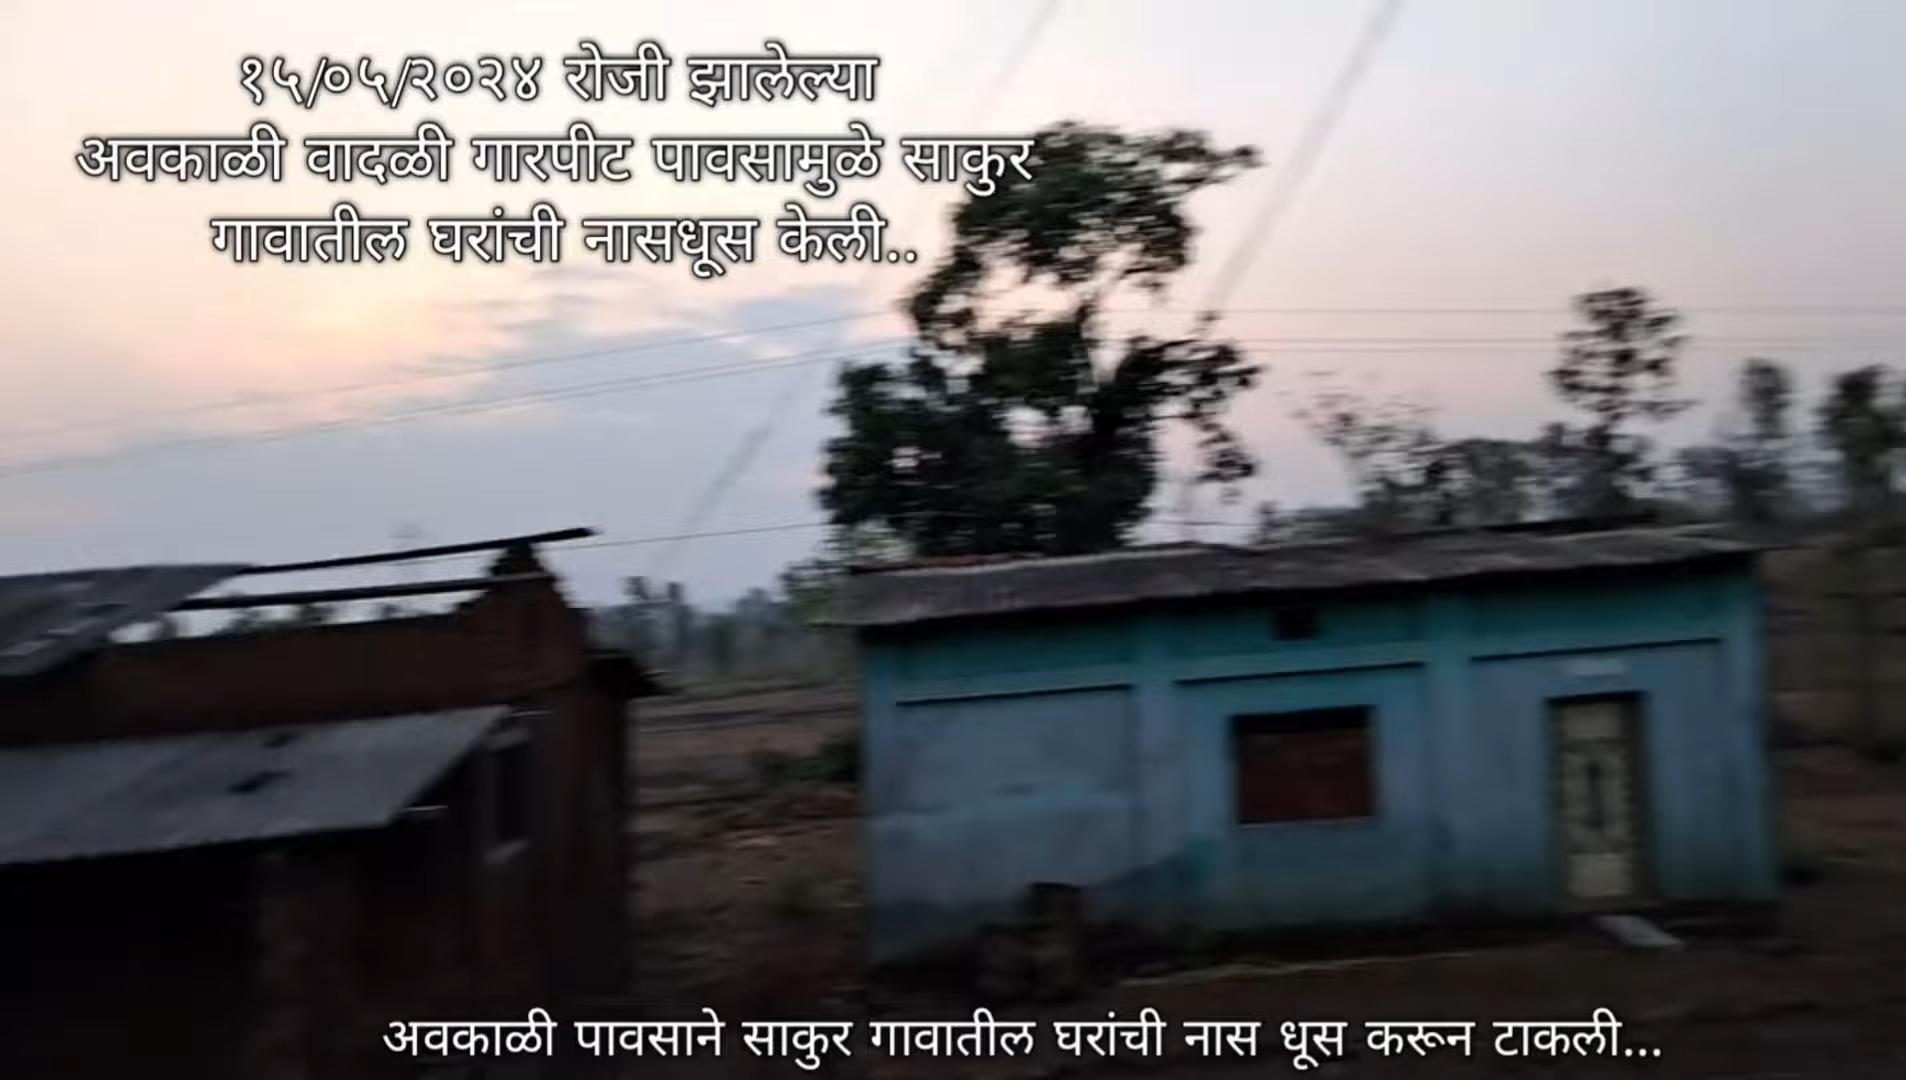 १५/०५/२०२४ रोजी झालेल्या
अवकाळी वादळी गारपीट पावसामुळे साकुर
गावातील घरांची नासधूस केली..
अवकाळी पावसाने साकुर गावातील घरांची नास धूस करून टाकली...